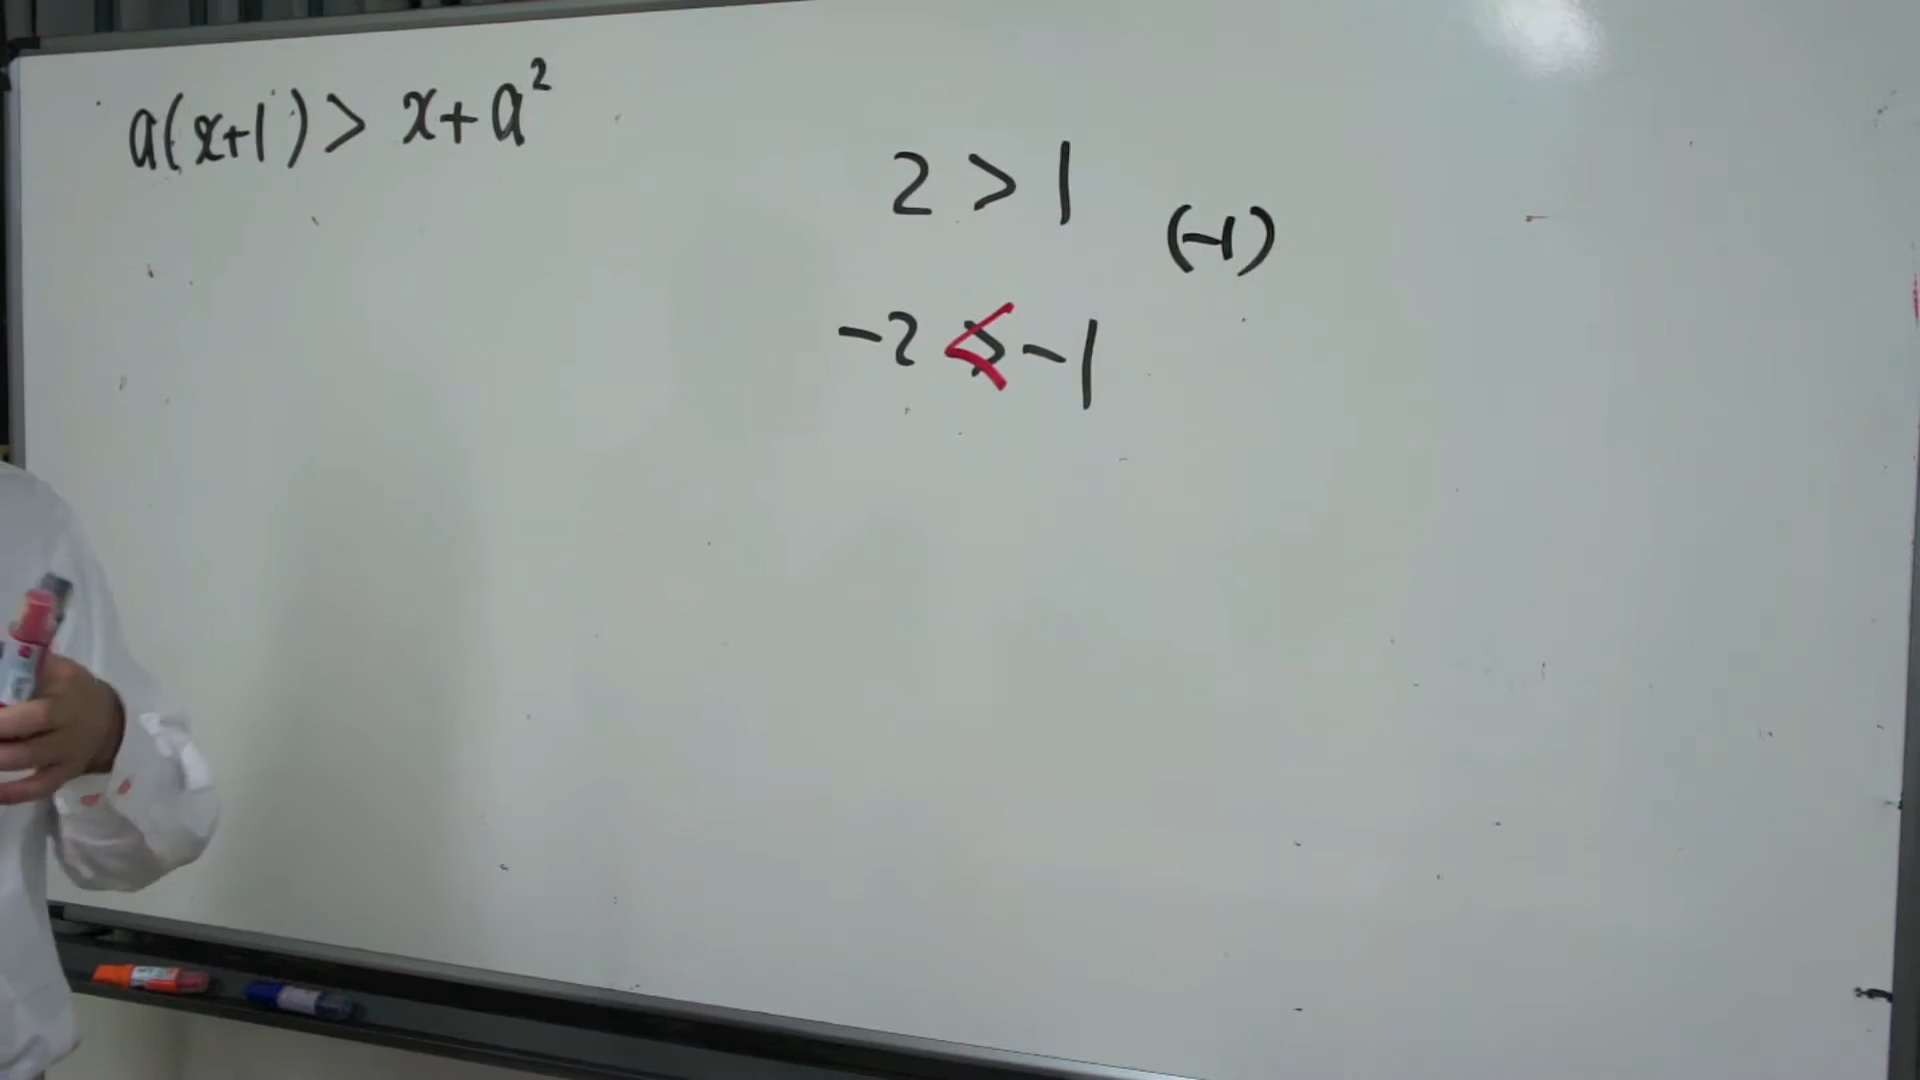 a(x+1) > x+a²
2 > 1
(-1)
-2 < -1